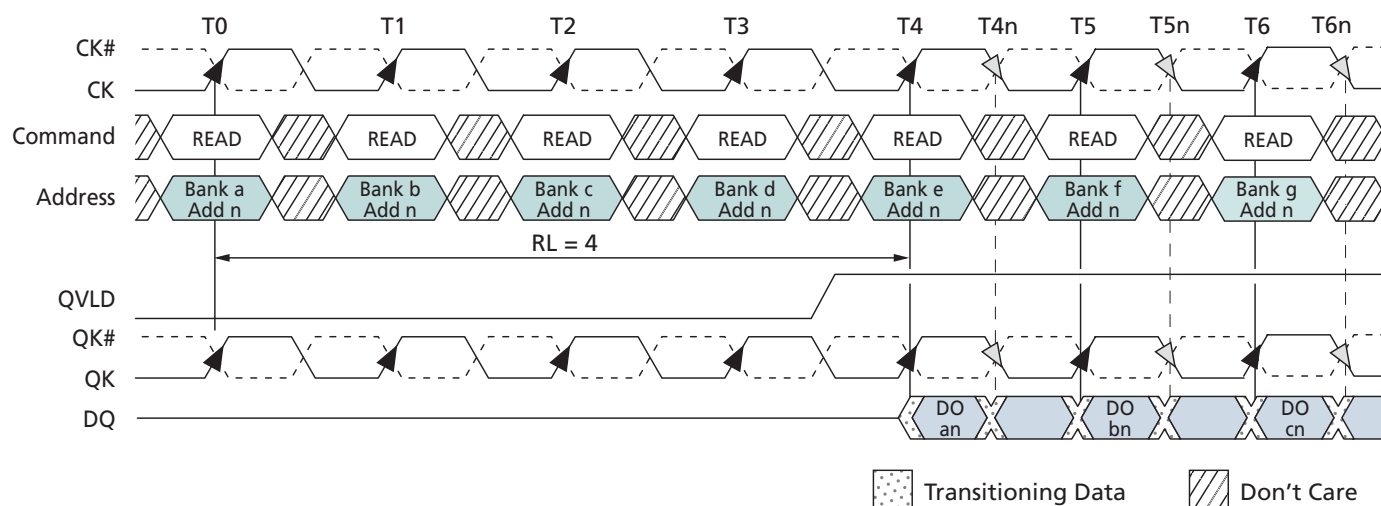 T0 T1 T2 T3 T4 T4n T5 T5n T6 T6n
CK#
CK
Command READ READ READ READ READ READ READ
Address Bank a Bank b Bank c Bank d Bank e Bank f Bank g
Add n Add n Add n Add n Add n Add n Add n
RL = 4
QVLD
QK#
QK
DQ DO DO DO
an bn cn
Transitioning Data Don't Care